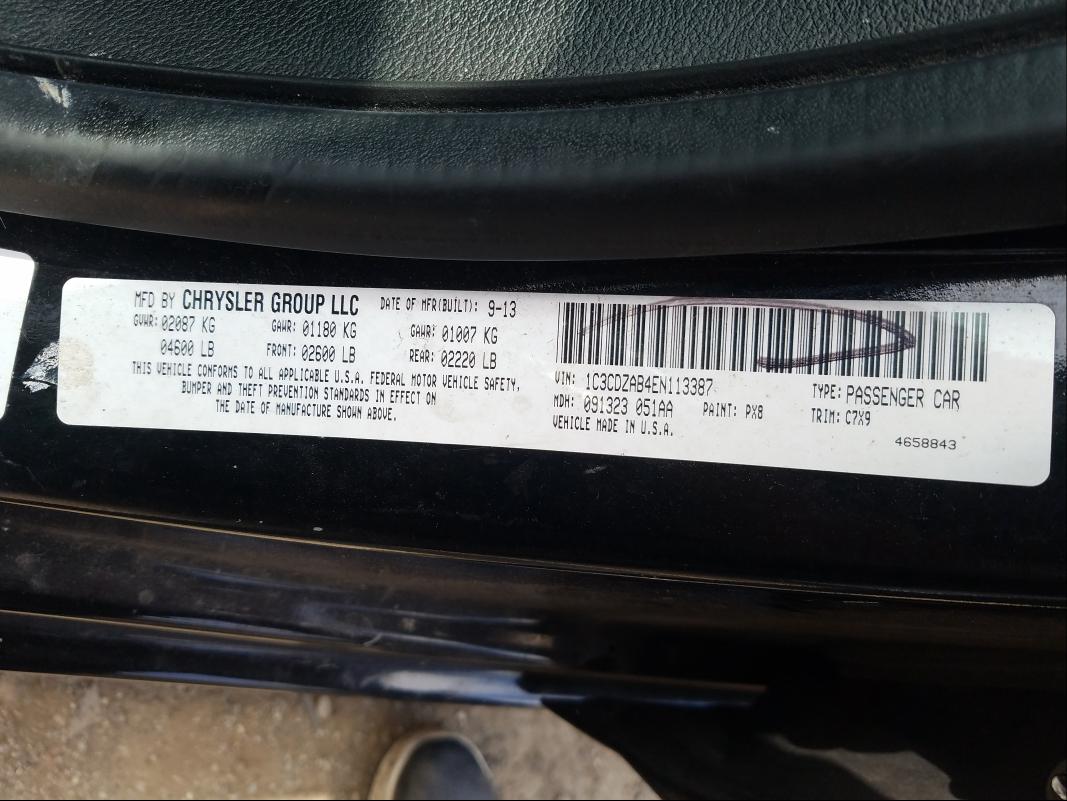 MFD BY CHRYSLER GROUP LLC DATE OF MFR(BUILT): 9-13
GVWR: 02087 KG GAWR: 01180 KG GAWR: 01007 KG
04600 LB FRONT: 02600 LB REAR: 02220 LB
THIS VEHICLE CONFORMS TO ALL APPLICABLE U.S.A. FEDERAL MOTOR VEHICLE SAFETY,
BUMPER AND THEFT PREVENTION STANDARDS IN EFFECT ON
THE DATE OF MANUFACTURE SHOWN ABOVE.
VIN: 1C3CDZAB4EN113387 TYPE: PASSENGER CAR
MDH: 091323 051AA PAINT: PX8 TRIM: C7X9
VEHICLE MADE IN U.S.A.
4658843